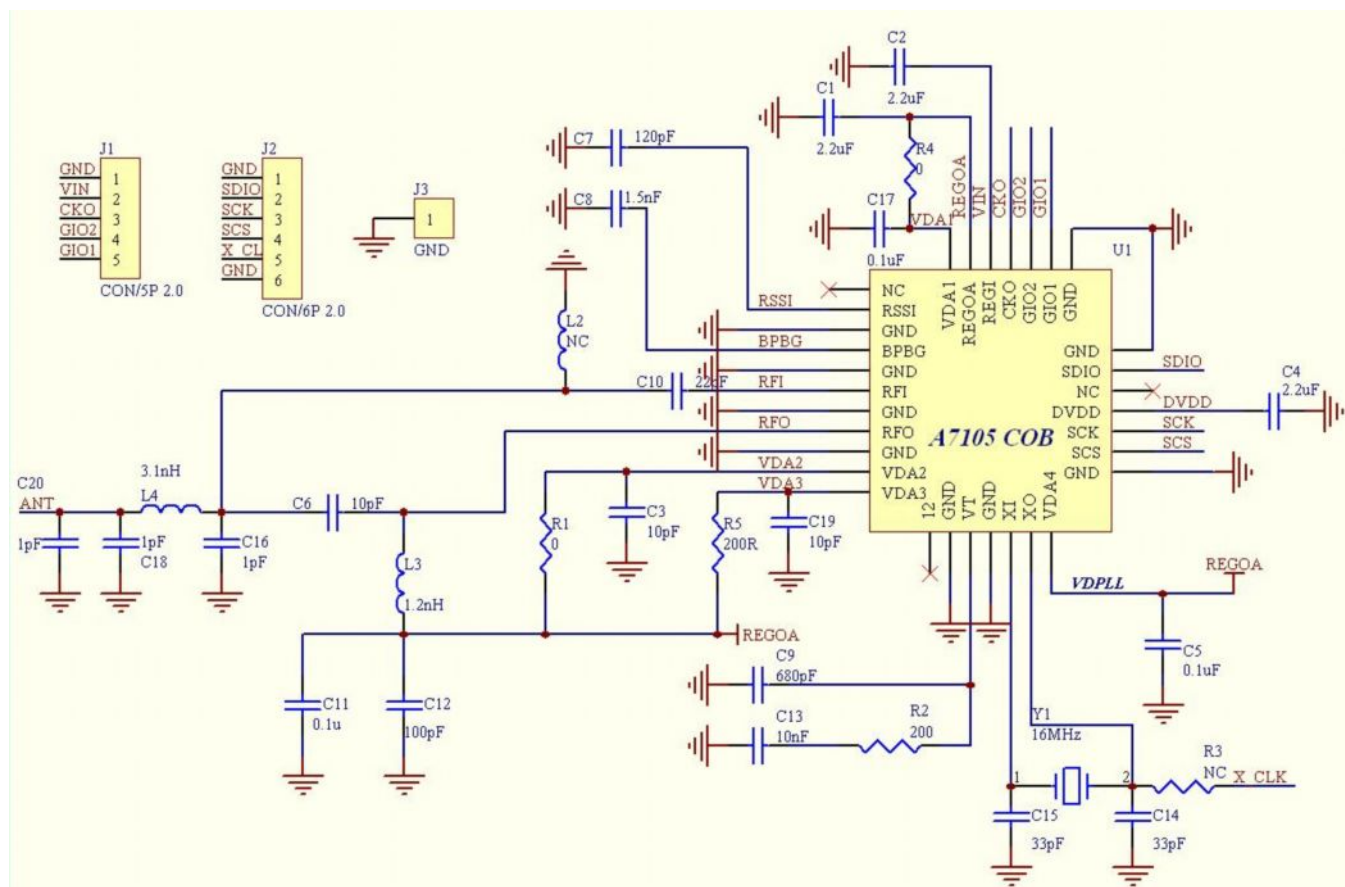 C2
2.2uF
C1
2.2uF
C7
120pF
C8
1.5nF
R4
0
C17
0.1uF
VDA1
REGOA
VIN
CKO
GIO2
GIO1
J1
GND
1
VIN
2
CKO
3
GIO2
4
GIO1
5
CON/5P 2.0
J2
GND
1
SDIO
2
SCK
3
SCS
4
X_CL
5
GND
6
CON/6P 2.0
J3
1
GND
U1
RSSI
BPBG
RFI
RFO
VDA2
VDA3
NC
RSSI
GND
BPBG
GND
RFI
GND
RFO
GND
VDA2
VDA3
VDA1
REGOA
REGI
CKO
GIO2
GIO1
GND
GND
SDIO
NC
DVDD
SCK
SCS
GND
A7105 COB
12
GND
VT
GND
XI
XO
VDA4
SDIO
DVDD
SCK
SCS
C4
2.2uF
L2
NC
C10
C20
ANT
1pF
3.1nH
L4
1pF
C18
C16
1pF
C6
10pF
L3
1.2nH
R1
0
C3
10pF
R5
200R
C19
10pF
REGOA
C11
0.1u
C12
100pF
C9
680pF
C13
10nF
R2
200
VDPLL
REGOA
C5
0.1uF
Y1
16MHz
1
2
R3
NC
X_CLK
C15
33pF
C14
33pF